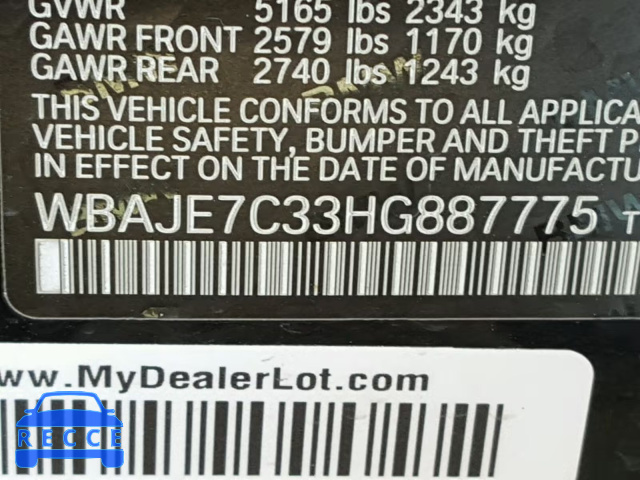 GVWR 5165 lbs 2343 kg
GAWR FRONT 2579 lbs 1170 kg
GAWR REAR 2740 lbs 1243 kg
THIS VEHICLE CONFORMS TO ALL APPLICA
VEHICLE SAFETY, BUMPER AND THEFT P
IN EFFECT ON THE DATE OF MANUFACTU
WBAJE7C33HG887775
www.MyDealerLot.com
RECCE